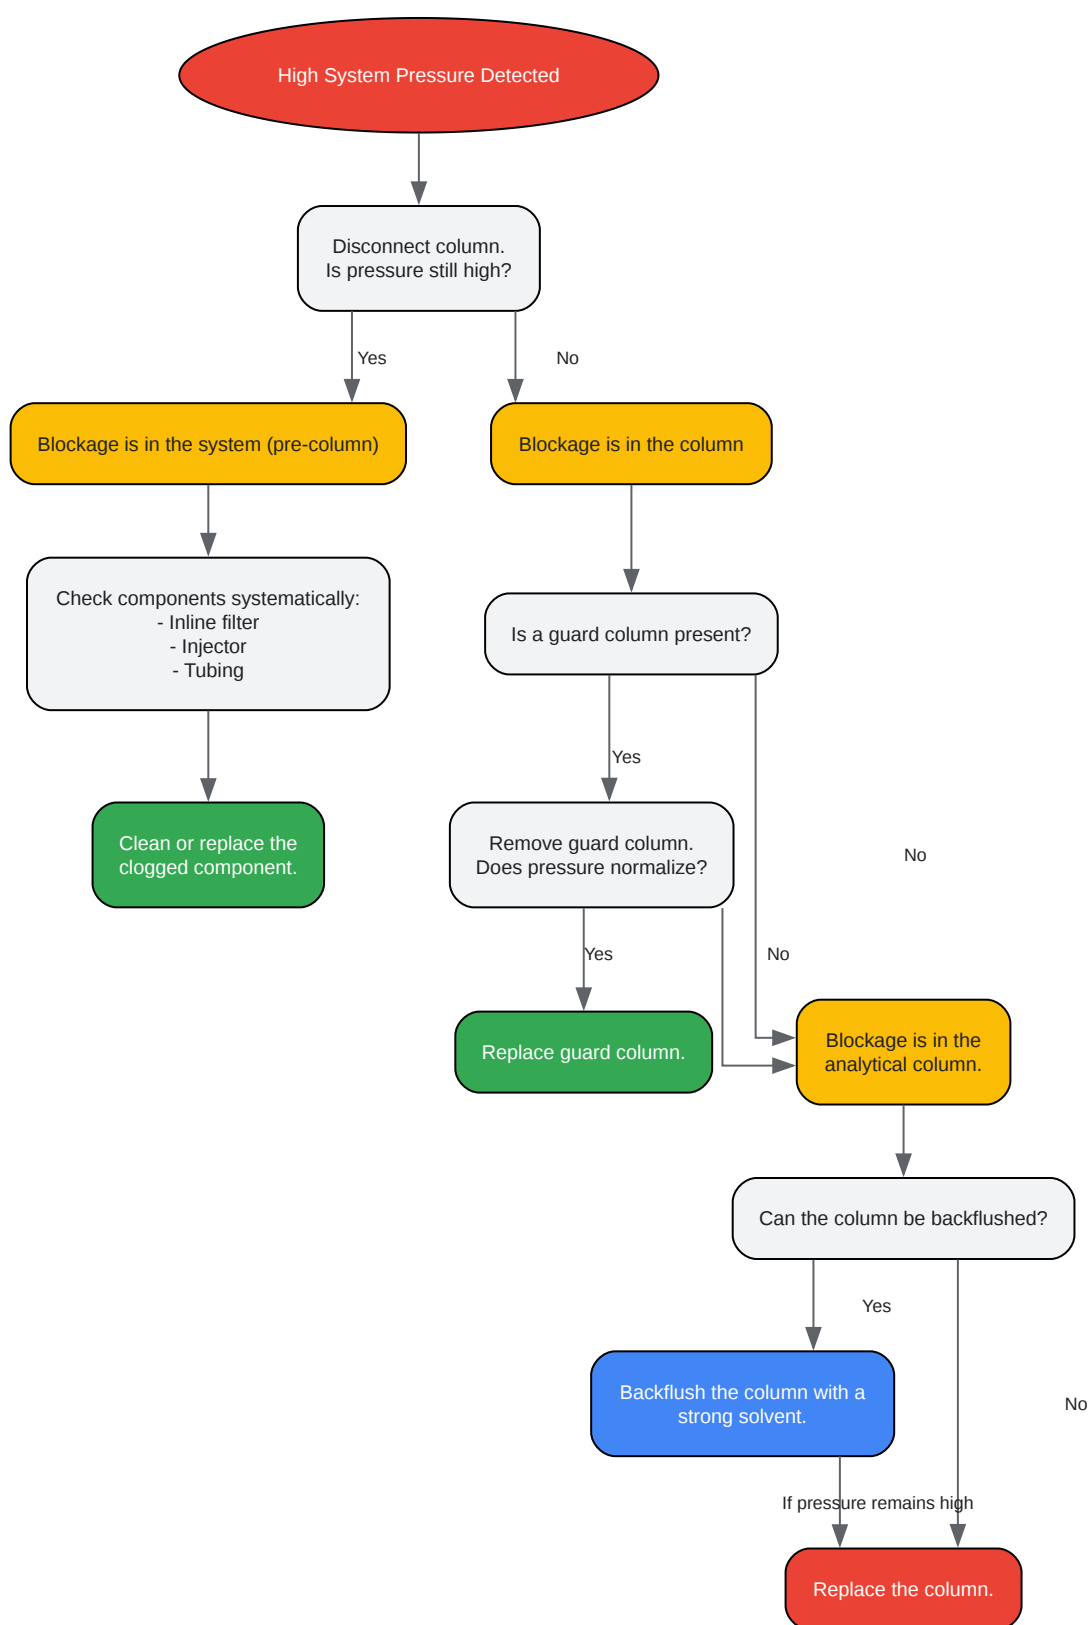 High System Pressure Detected
Disconnect column.
Is pressure still high?
Yes
No
Blockage is in the system (pre-column)
Blockage is in the column
Check components systematically:
- Inline filter
- Injector
- Tubing
Is a guard column present?
Yes
Clean or replace the
clogged component.
Remove guard column.
Does pressure normalize?
No
Yes
No
Replace guard column.
Blockage is in the
analytical column.
Can the column be backflushed?
Yes
Backflush the column with a
strong solvent.
No
If pressure remains high
Replace the column.